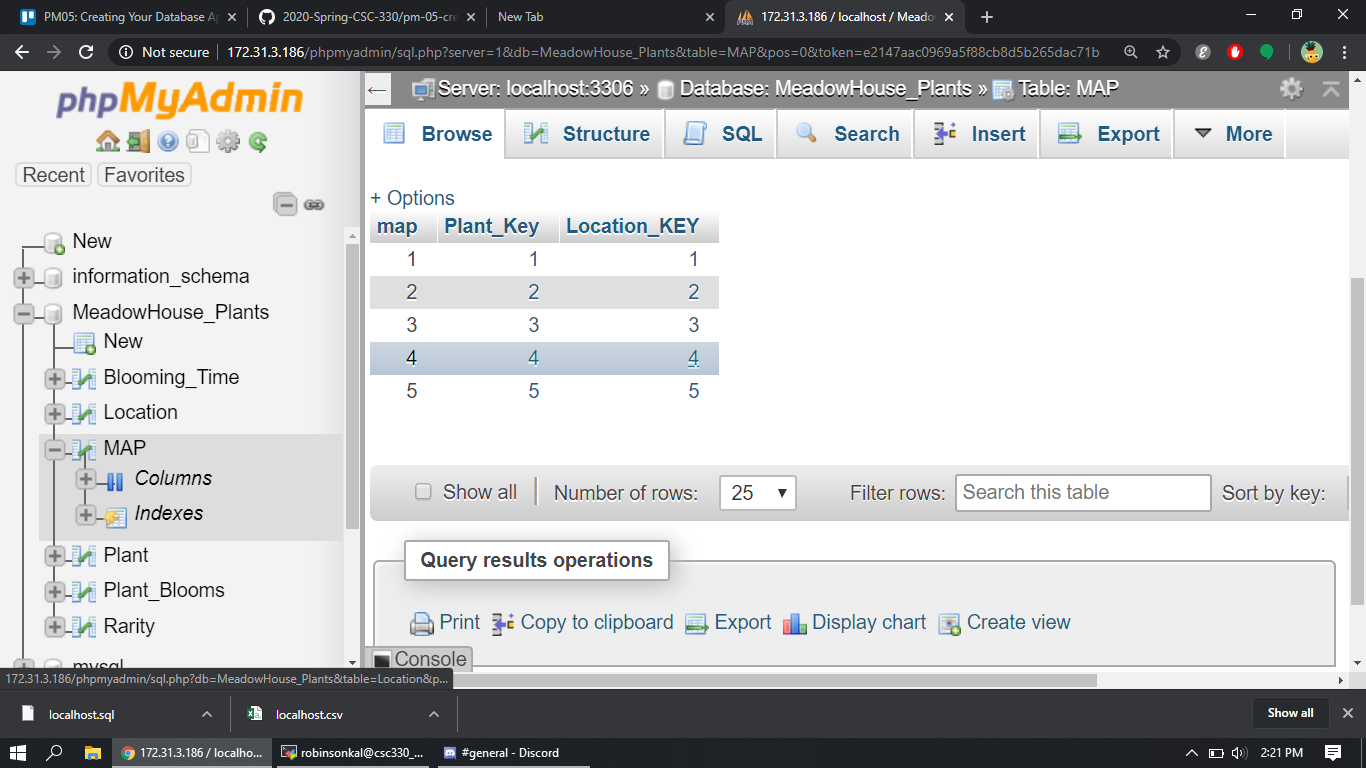 PM05: Creating Your Database A
2020-Spring-CSC-330/pm-05-cre
New Tab
172.31.3.186 / localhost / Meado
Not secure | 172.31.3.186/phpmyadmin/sql.php?server=1&db=MeadowHouse_Plants&table=MAP&pos=0&token=e2147aac0969a5f88cb8d5b265dac71b
phpMyAdmin
Recent Favorites
New
information_schema
MeadowHouse_Plants
New
Blooming_Time
Location
MAP
Columns
Indexes
Plant
Plant_Blooms
Rarity
mysql
Server: localhost:3306 » Database: MeadowHouse_Plants » Table: MAP
Browse Structure SQL Search Insert Export More
+ Options
map Plant_Key Location_KEY
1 1 1
2 2 2
3 3 3
4 4 4
5 5 5
Show all Number of rows: 25 Filter rows: Search this table Sort by key:
Query results operations
Print Copy to clipboard Export Display chart Create view
Console
172.31.3.186/phpmyadmin/sql.php?db=MeadowHouse_Plants&table=Location&p...
localhost.sql localhost.csv Show all
172.31.3.186 / localho... robinsonkal@csc330_... #general - Discord 2:21 PM